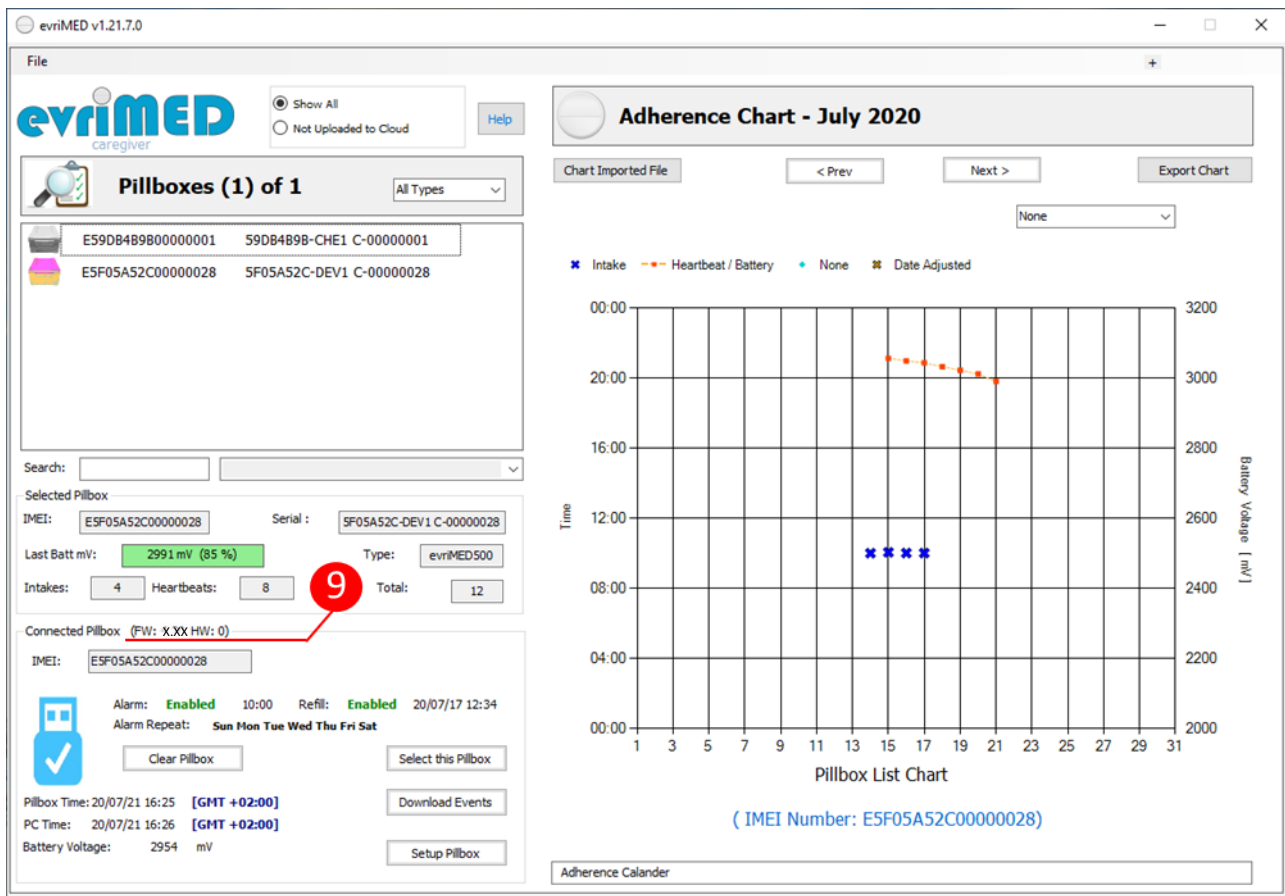 evriMED v1.21.7.0
File
+
evriMED
caregiver
Show All
Not Uploaded to Cloud
Help
Pillboxes (1) of 1
All Types
E59DB4B9B00000001 59DB4B9B-CHE1 C-00000001
E5F05A52C00000028 5F05A52C-DEV1 C-00000028
Search:
Selected Pillbox
IMEI: E5F05A52C00000028 Serial : 5F05A52C-DEV1 C-00000028
Last Batt mV: 2991 mV (85 %) Type: evriMED500
Intakes: 4 Heartbeats: 8 Total: 12
9
Connected Pillbox (FW: X.XX HW: 0)
IMEI: E5F05A52C00000028
Alarm: Enabled 10:00 Refill: Enabled 20/07/17 12:34
Alarm Repeat: Sun Mon Tue Wed Thu Fri Sat
Clear Pillbox Select this Pillbox
Pillbox Time: 20/07/21 16:25 [GMT +02:00] Download Events
PC Time: 20/07/21 16:26 [GMT +02:00]
Battery Voltage: 2954 mV Setup Pillbox
Adherence Chart - July 2020
Chart Imported File < Prev Next > Export Chart
None
Intake Heartbeat / Battery None Date Adjusted
00:00 3200
20:00 3000
16:00 2800
12:00 2600
08:00 2400
04:00 2200
00:00 2000
Time
Battery Voltage [ mV ]
1 3 5 7 9 11 13 15 17 19 21 23 25 27 29 31
Pillbox List Chart
( IMEI Number: E5F05A52C00000028)
Adherence Calander